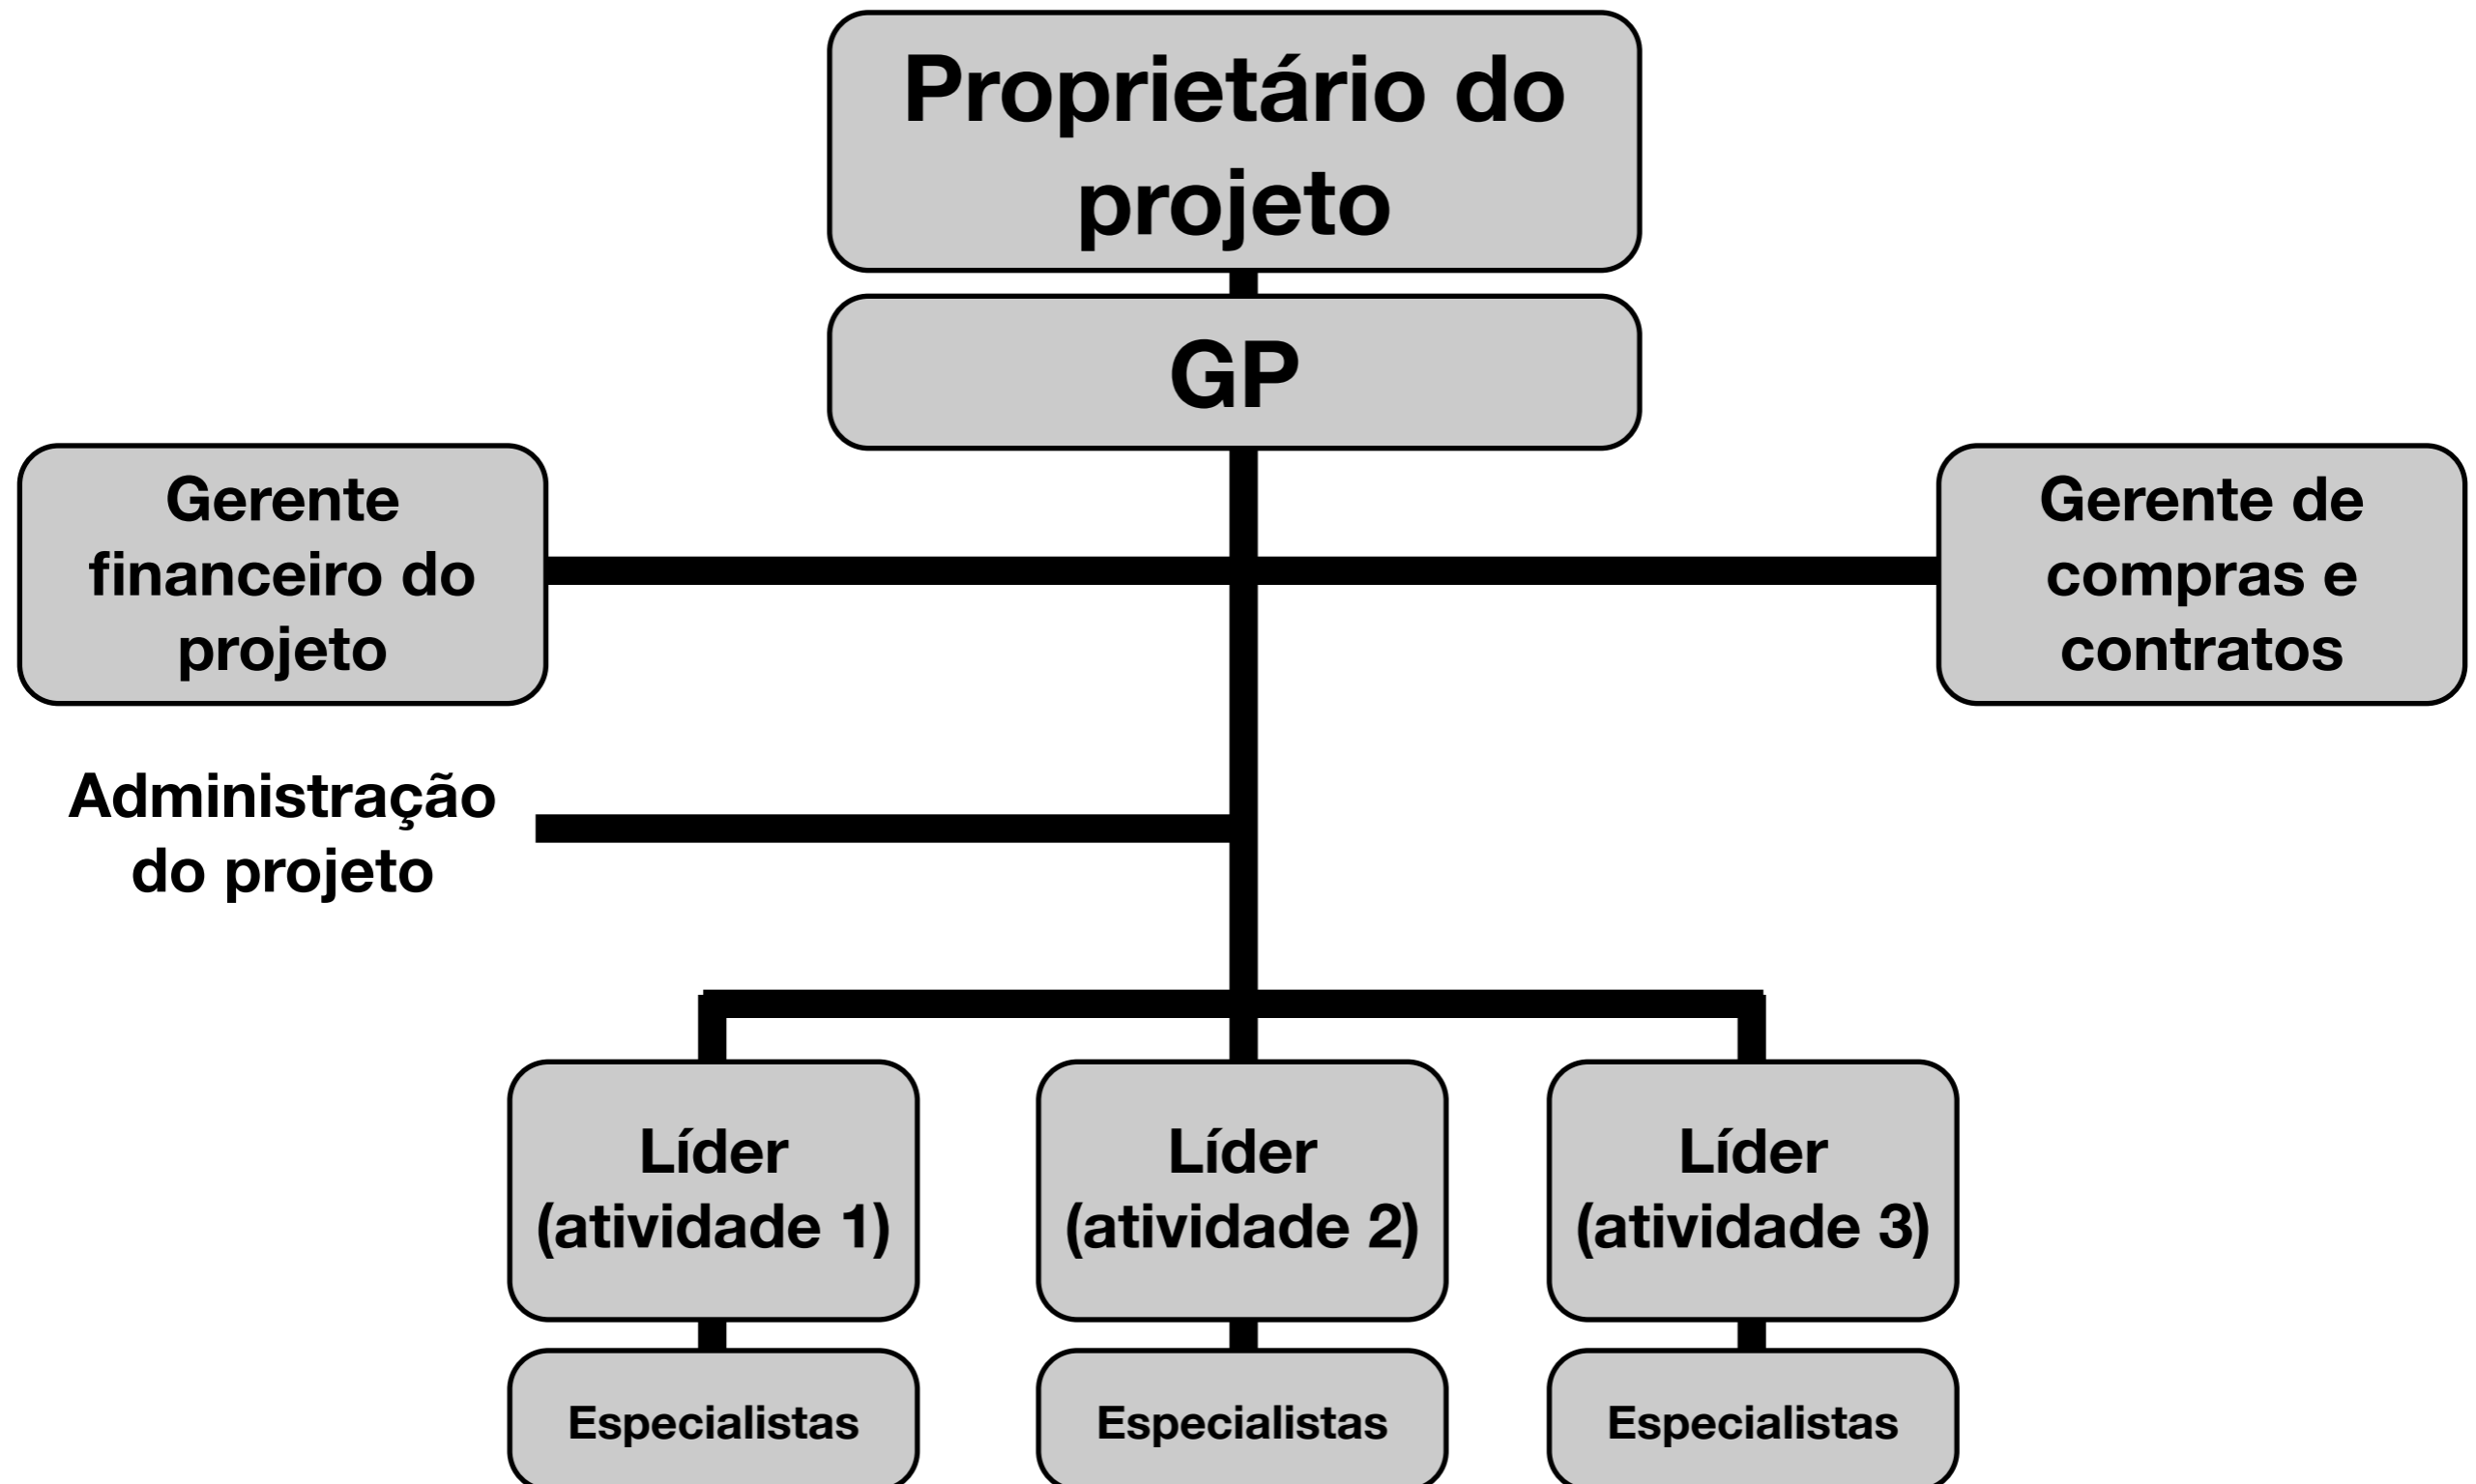 Proprietário do
projeto
GP
Gerente
financeiro do
projeto
Gerente de
compras e
contratos
Administração
do projeto
Líder
(atividade 1)
Líder
(atividade 2)
Líder
(atividade 3)
Especialistas
Especialistas
Especialistas